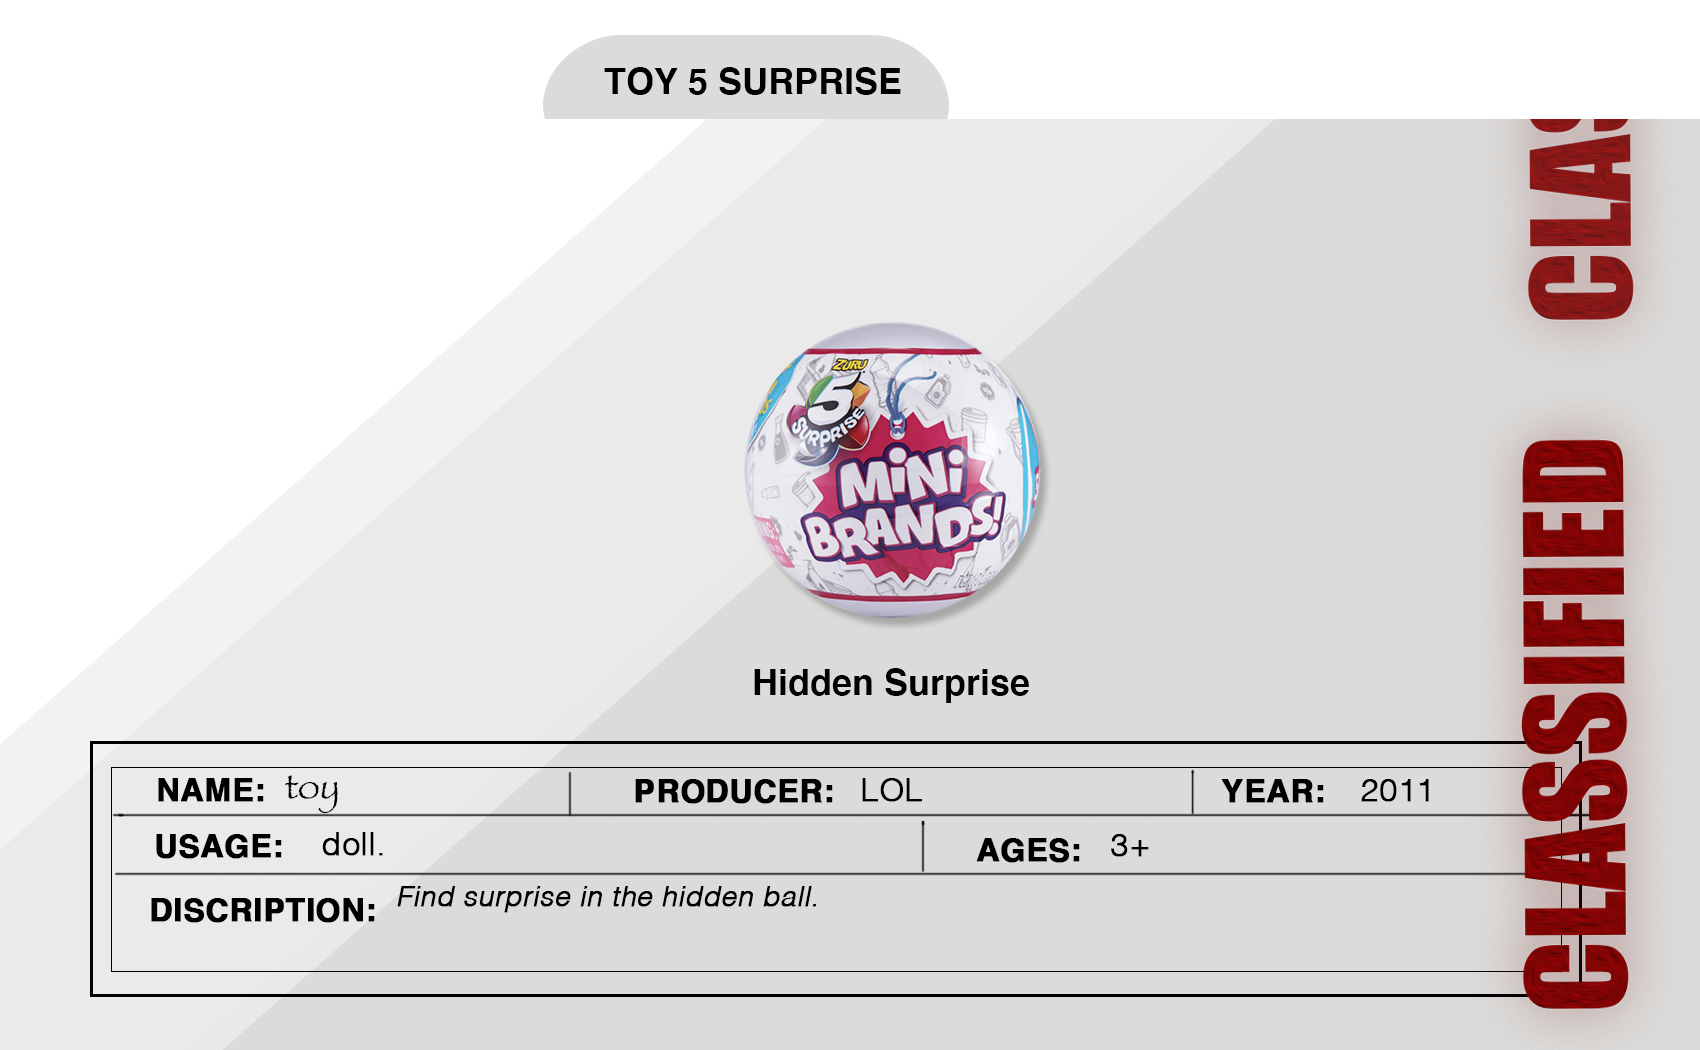 TOY 5 SURPRISE
CLAS
ZURU
5
SURPRISE
MiNi
BRANDS!
Hidden Surprise
CLASSIFIED
NAME: toy
PRODUCER: LOL
YEAR: 2011
USAGE: doll.
AGES: 3+
DISCRIPTION: Find surprise in the hidden ball.